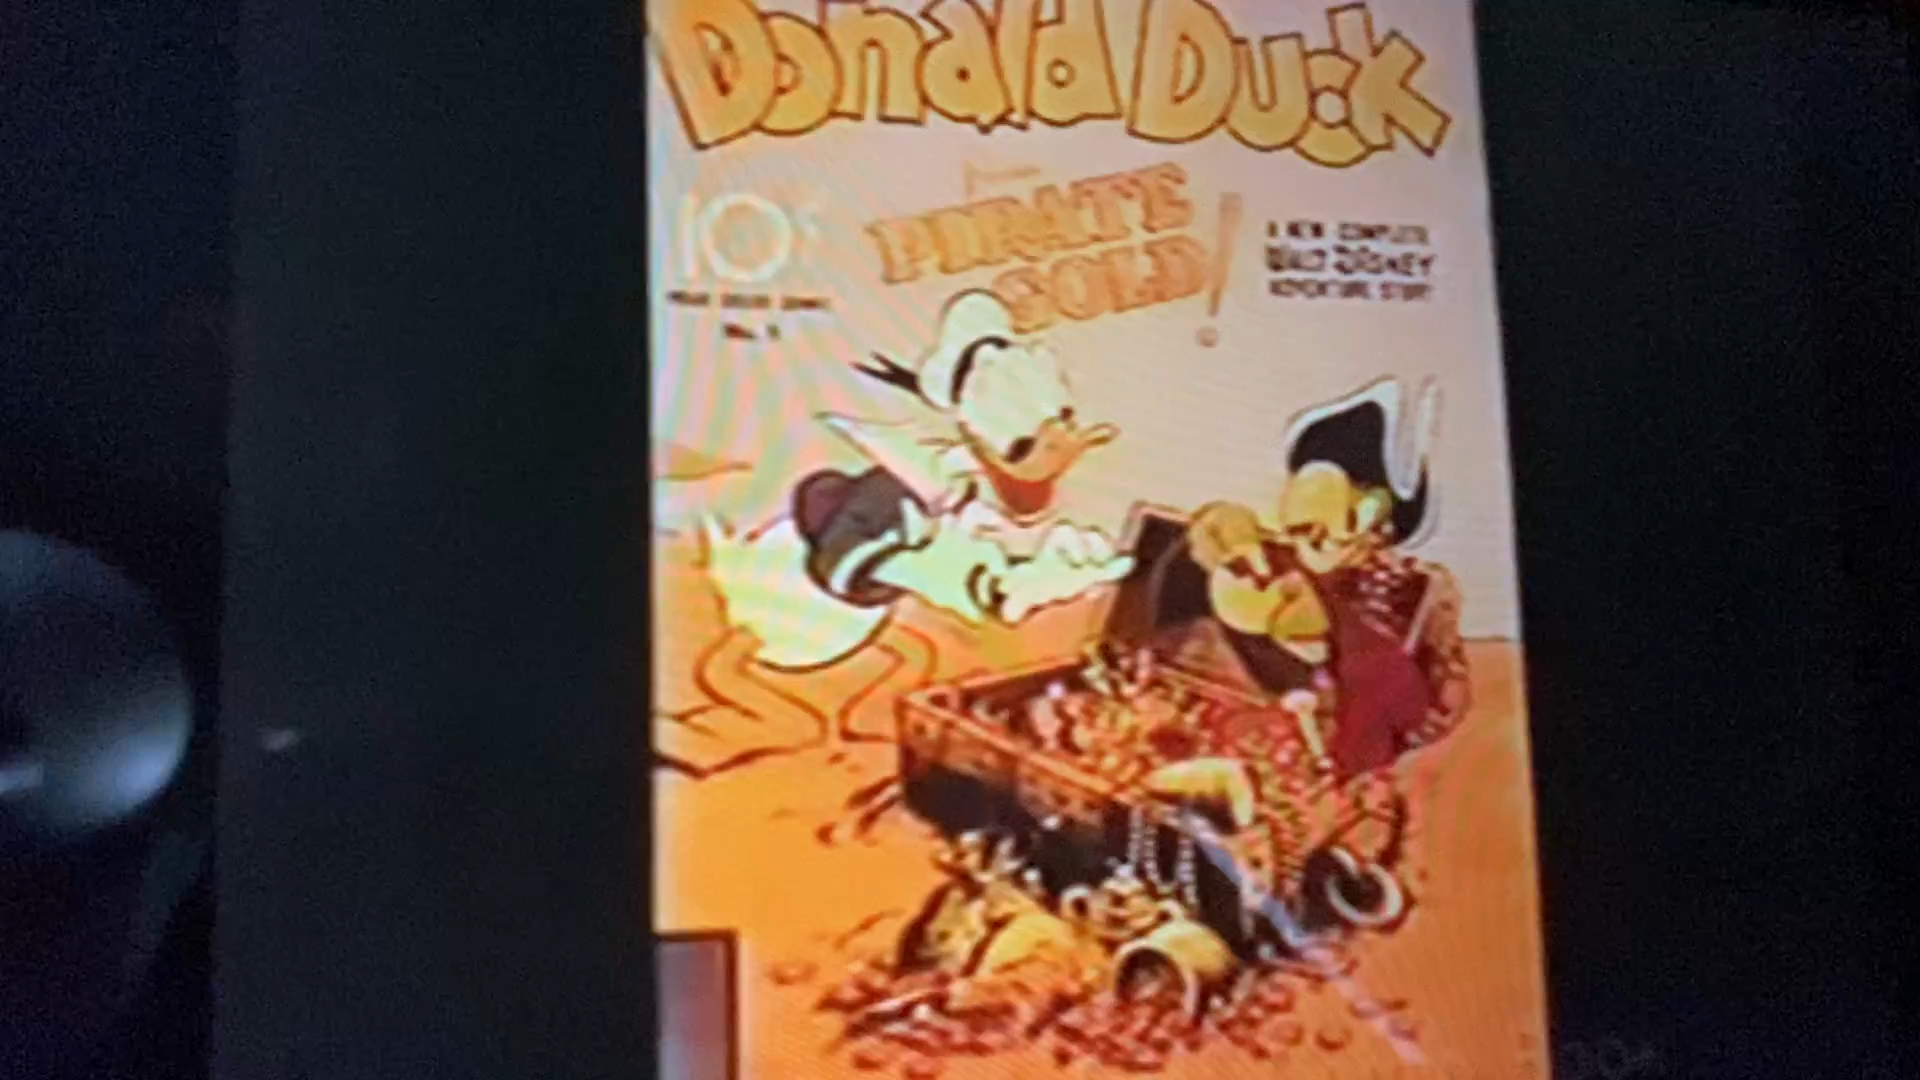 Donald Duck
10¢
PIRATE
GOLD!
A NEW COMPLETE
WALT DISNEY
ADVENTURE STORY